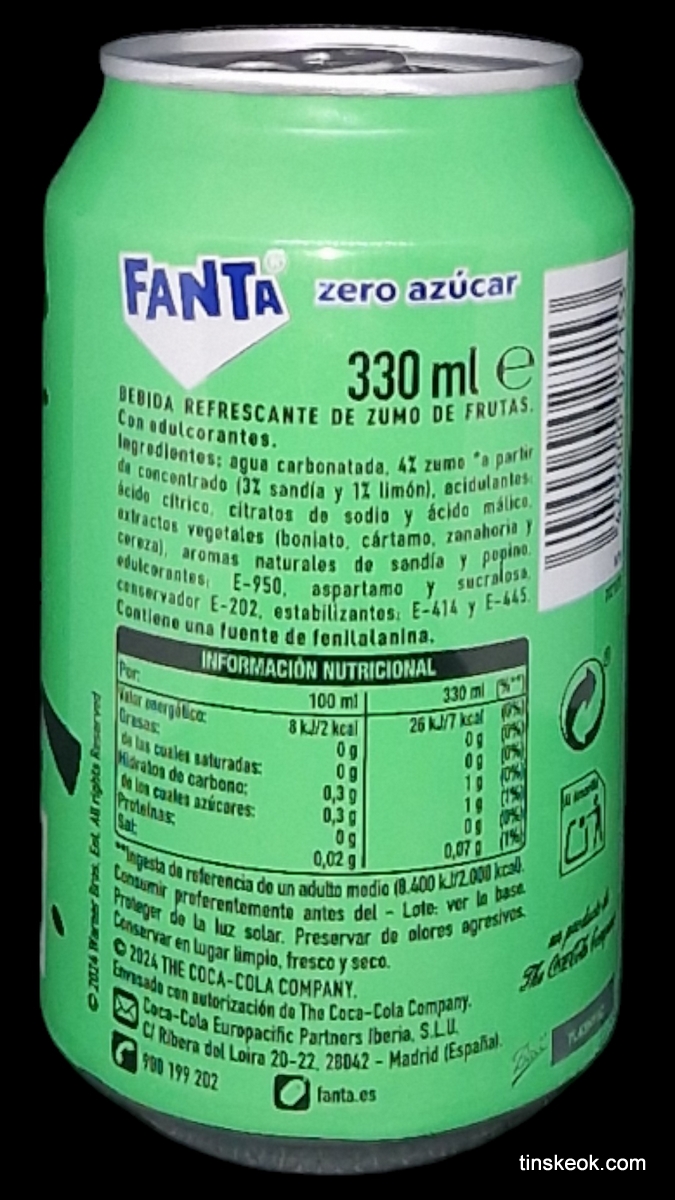 FANTA® zero azúcar
330 ml e
BEBIDA REFRESCANTE DE ZUMO DE FRUTAS.
Con edulcorantes.
Ingredientes: agua carbonatada, 4% zumo *a partir
de concentrado (3% sandía y 1% limón), acidulantes:
ácido cítrico, citratos de sodio y ácido málico,
extractos vegetales (boniato, cártamo, zanahoria y
cereza), aromas naturales de sandía y pepino,
edulcorantes: E-950, aspartamo y sucralosa,
conservador E-202, estabilizantes: E-414 y E-445.
Contiene una fuente de fenilalanina.
INFORMACIÓN NUTRICIONAL
Por: 100 ml 330 ml (%**)
Valor energético: 8 kJ/2 kcal 26 kJ/7 kcal (0%)
Grasas: 0 g 0 g (0%)
de las cuales saturadas: 0 g 0 g (0%)
Hidratos de carbono: 0,3 g 1 g (0%)
de los cuales azúcares: 0,3 g 1 g (1%)
Proteínas: 0 g 0 g (0%)
Sal: 0,02 g 0,07 g (1%)
**Ingesta de referencia de un adulto medio (8.400 kJ/2.000 kcal).
Consumir preferentemente antes del - Lote: ver la base.
Proteger de la luz solar. Preservar de olores agresivos.
Conservar en lugar limpio, fresco y seco.
© 2024 THE COCA-COLA COMPANY.
Envasado con autorización de The Coca-Cola Company.
Coca-Cola Europacific Partners Iberia, S.L.U.
C/ Ribera del Loira 20-22, 28042 - Madrid (España).
900 199 202
fanta.es
© 2024 Warner Bros. Ent. All rights Reserved
Al amarillo
un producto de
The Coca-Cola Company
tinskeok.com